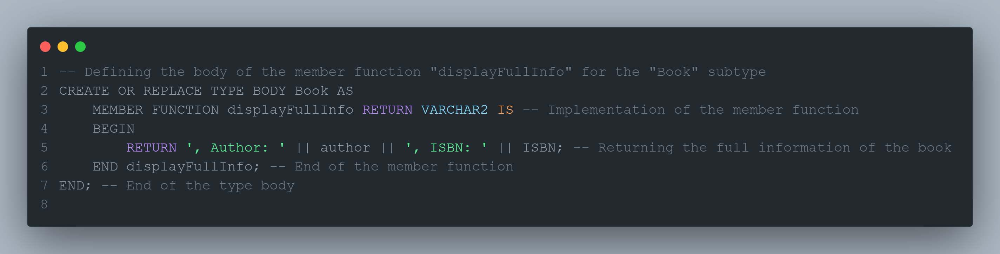 1 -- Defining the body of the member function "displayFullInfo" for the "Book" subtype
2 CREATE OR REPLACE TYPE BODY Book AS
3     MEMBER FUNCTION displayFullInfo RETURN VARCHAR2 IS -- Implementation of the member function
4     BEGIN
5         RETURN ', Author: ' || author || ', ISBN: ' || ISBN; -- Returning the full information of the book
6     END displayFullInfo; -- End of the member function
7 END; -- End of the type body
8